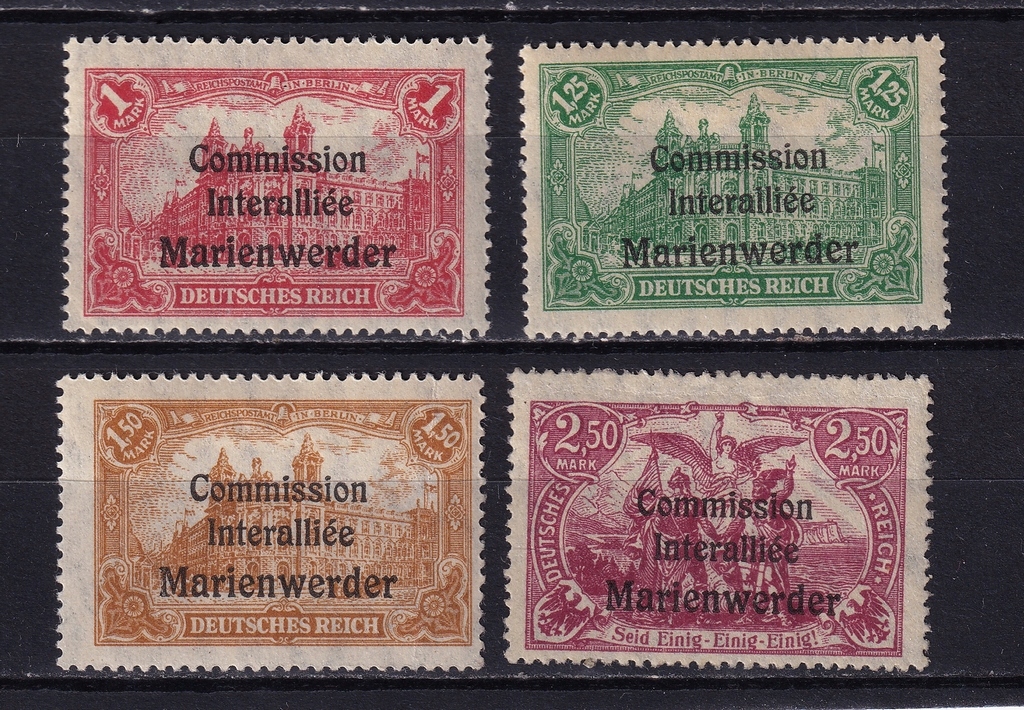 REICHSPOSTAMT IN BERLIN
1 MARK
1 MARK
Commission
Interalliée
Marienwerder
DEUTSCHES REICH
REICHSPOSTAMT IN BERLIN
1,25 MARK
1,25 MARK
Commission
Interalliée
Marienwerder
DEUTSCHES REICH
REICHSPOSTAMT IN BERLIN
1,50 MARK
1,50 MARK
Commission
Interalliée
Marienwerder
DEUTSCHES REICH
2,50 MARK
2,50 MARK
DEUTSCHES REICH
Commission
Interalliée
Marienwerder
Seid Einig-Einig-Einig!